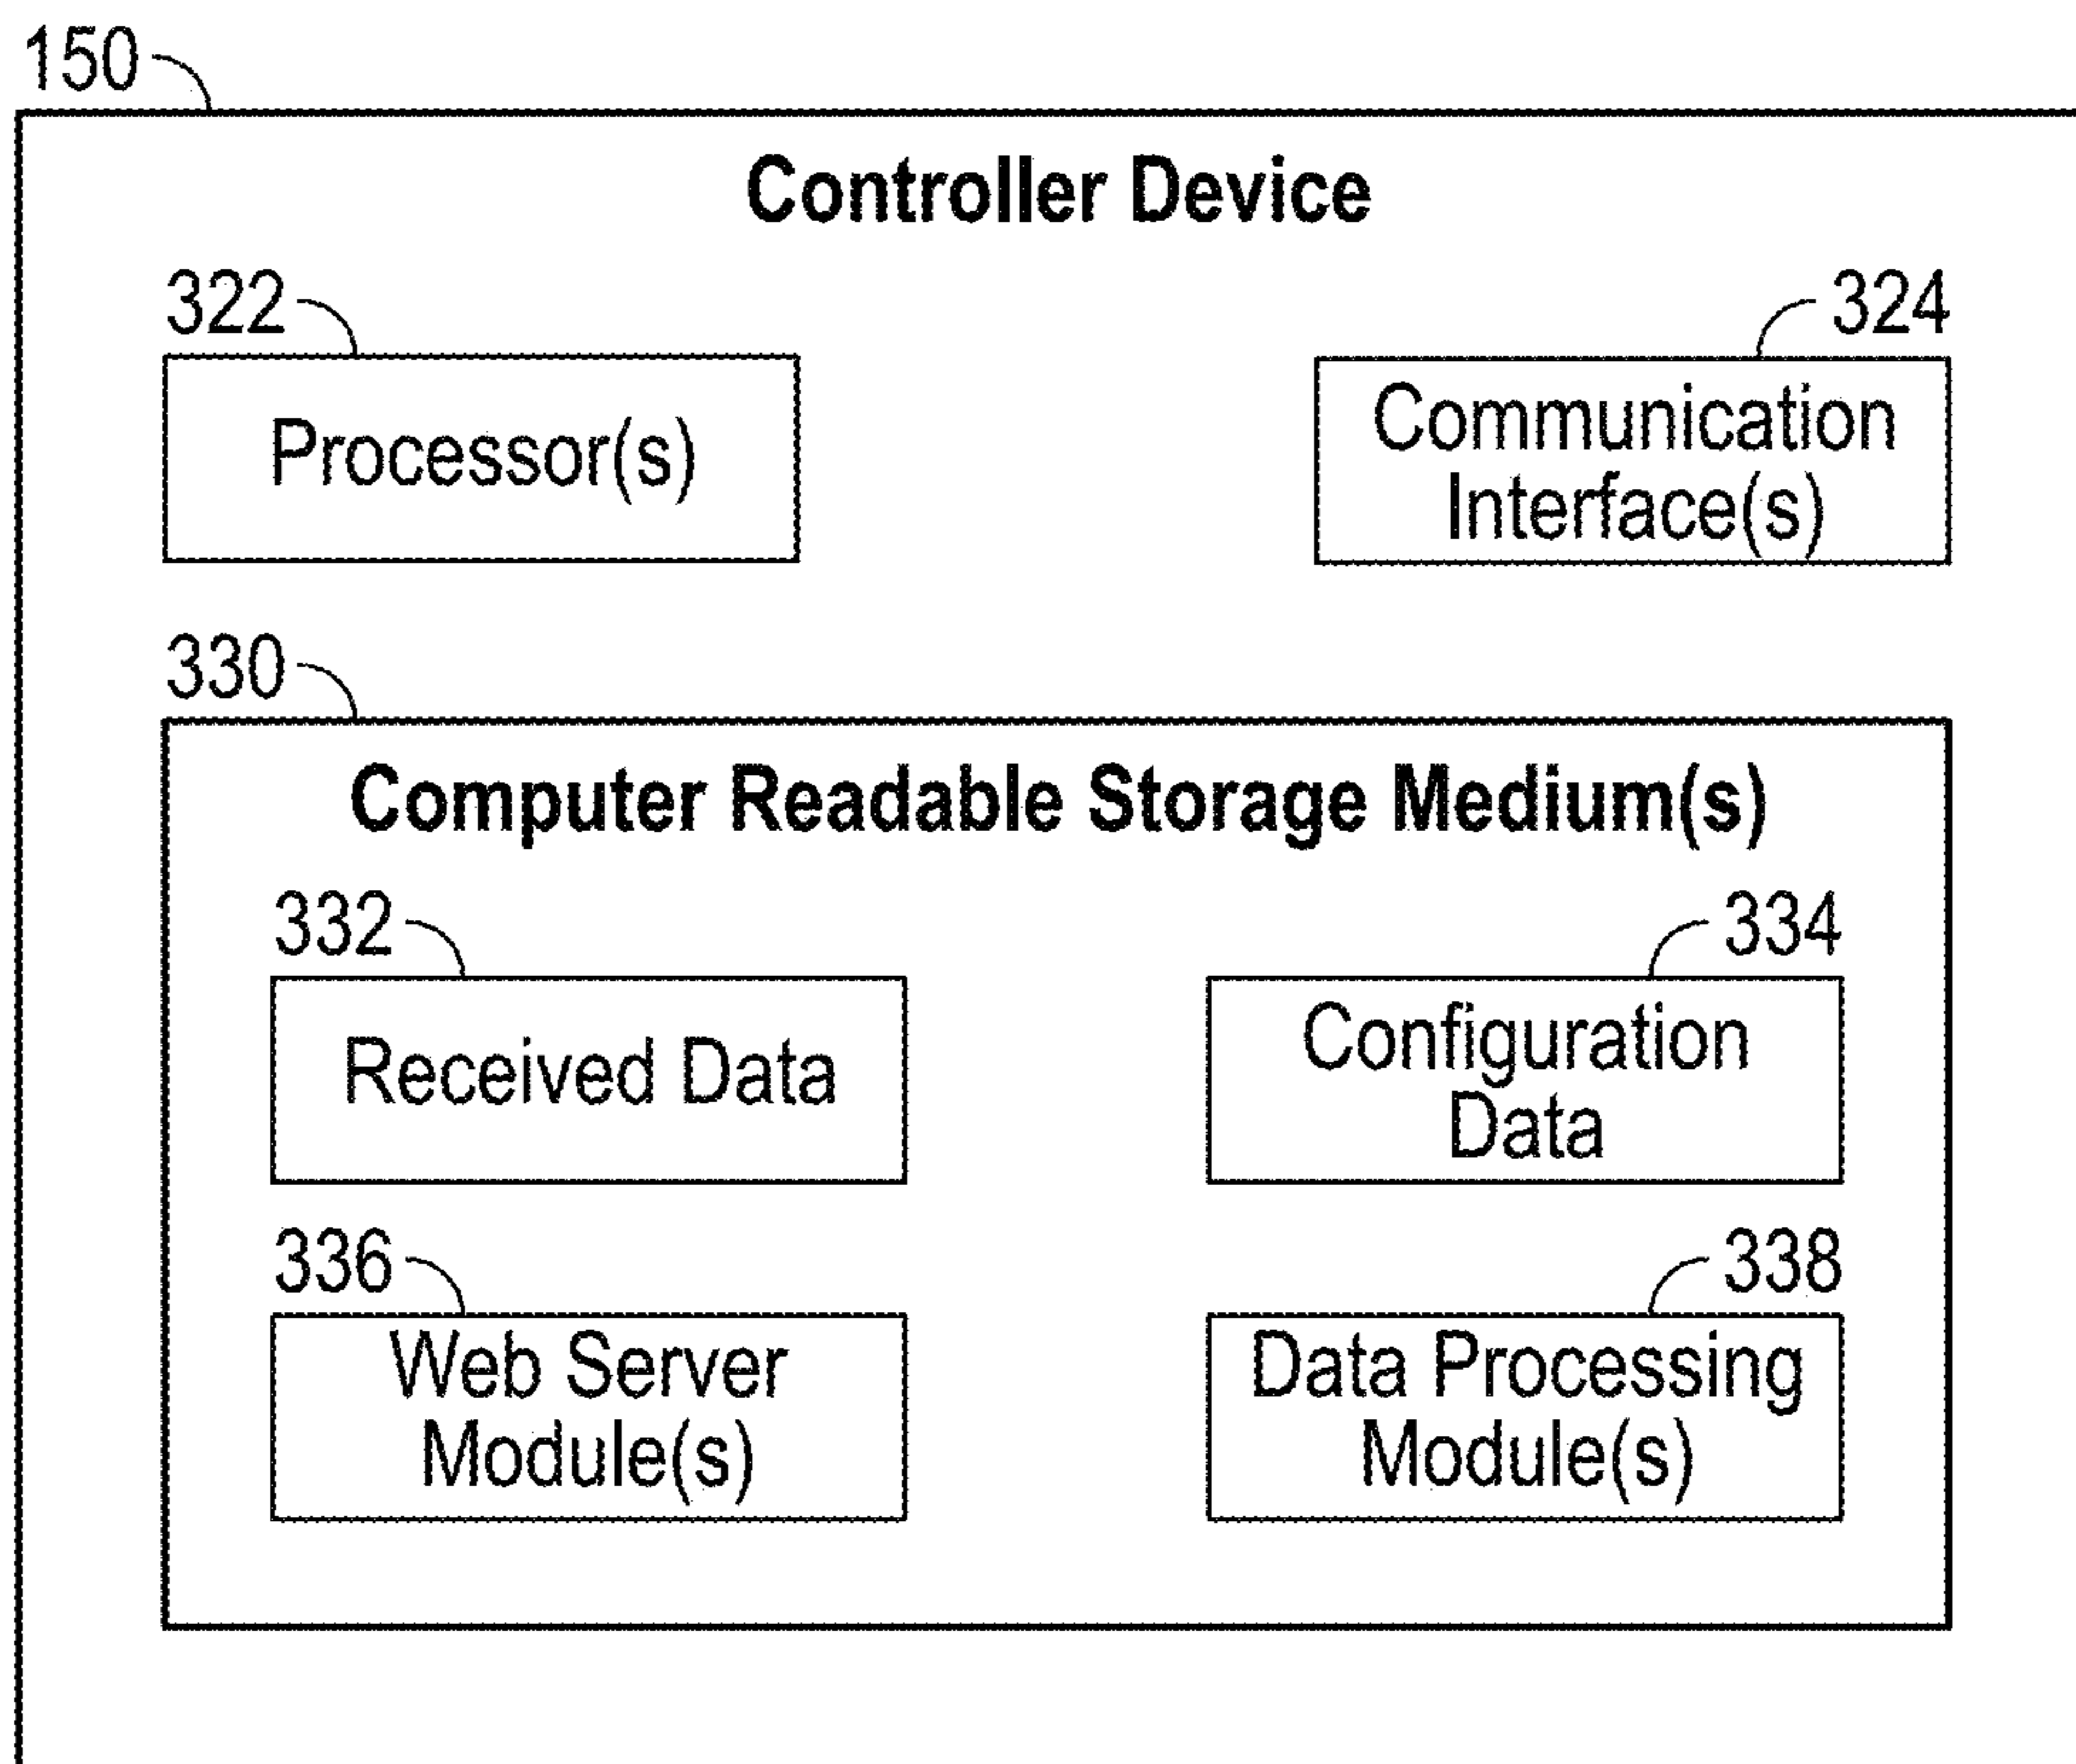 150
Controller Device
322
324
Processor(s)
Communication
Interface(s)
330
Computer Readable Storage Medium(s)
332
334
Received Data
Configuration
Data
336
338
Web Server
Module(s)
Data Processing
Module(s)